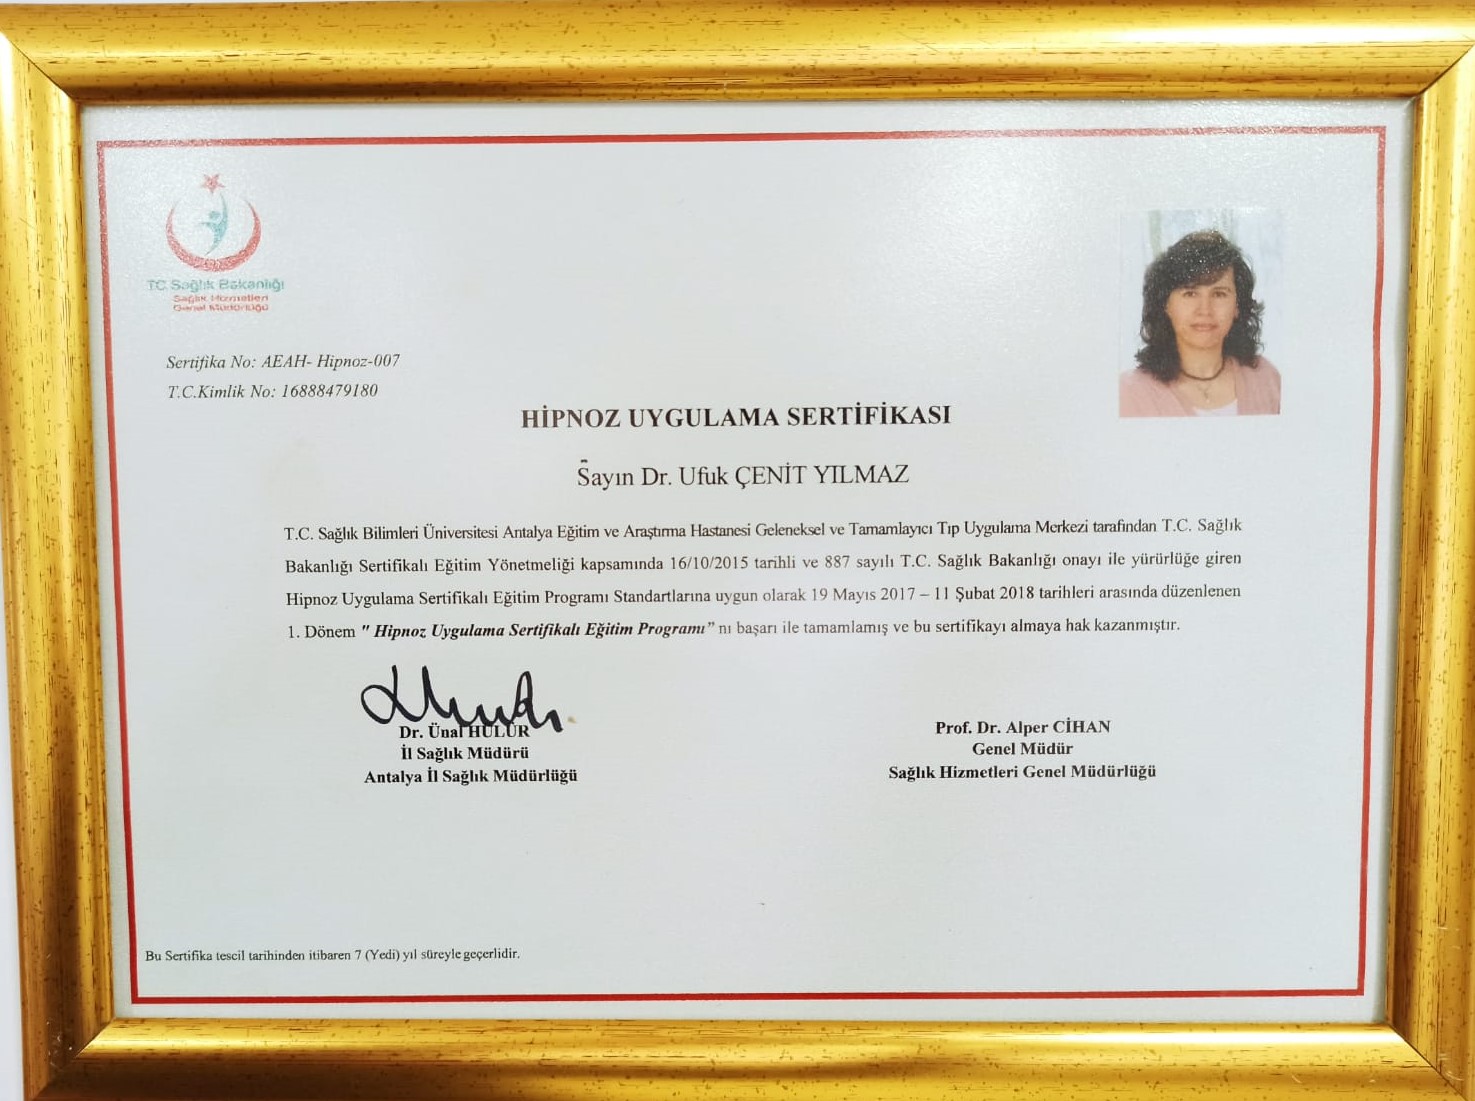 TC Sağlık Bakanlığı
Sağlık Hizmetleri
Genel Müdürlüğü
Sertifika No: AEAH- Hipnoz-007
T.C.Kimlik No: 16888479180
HİPNOZ UYGULAMA SERTİFİKASI
Sayın Dr. Ufuk ÇENİT YILMAZ
T.C. Sağlık Bilimleri Üniversitesi Antalya Eğitim ve Araştırma Hastanesi Geleneksel ve Tamamlayıcı Tıp Uygulama Merkezi tarafından T.C. Sağlık
Bakanlığı Sertifikalı Eğitim Yönetmeliği kapsamında 16/10/2015 tarihli ve 887 sayılı T.C. Sağlık Bakanlığı onayı ile yürürlüğe giren
Hipnoz Uygulama Sertifikalı Eğitim Programı Standartlarına uygun olarak 19 Mayıs 2017 – 11 Şubat 2018 tarihleri arasında düzenlenen
1. Dönem " Hipnoz Uygulama Sertifikalı Eğitim Programı" nı başarı ile tamamlamış ve bu sertifikayı almaya hak kazanmıştır.
Dr. Ünal HÜLÜR
İl Sağlık Müdürü
Antalya İl Sağlık Müdürlüğü
Prof. Dr. Alper CİHAN
Genel Müdür
Sağlık Hizmetleri Genel Müdürlüğü
Bu Sertifika tescil tarihinden itibaren 7 (Yedi) yıl süreyle geçerlidir.